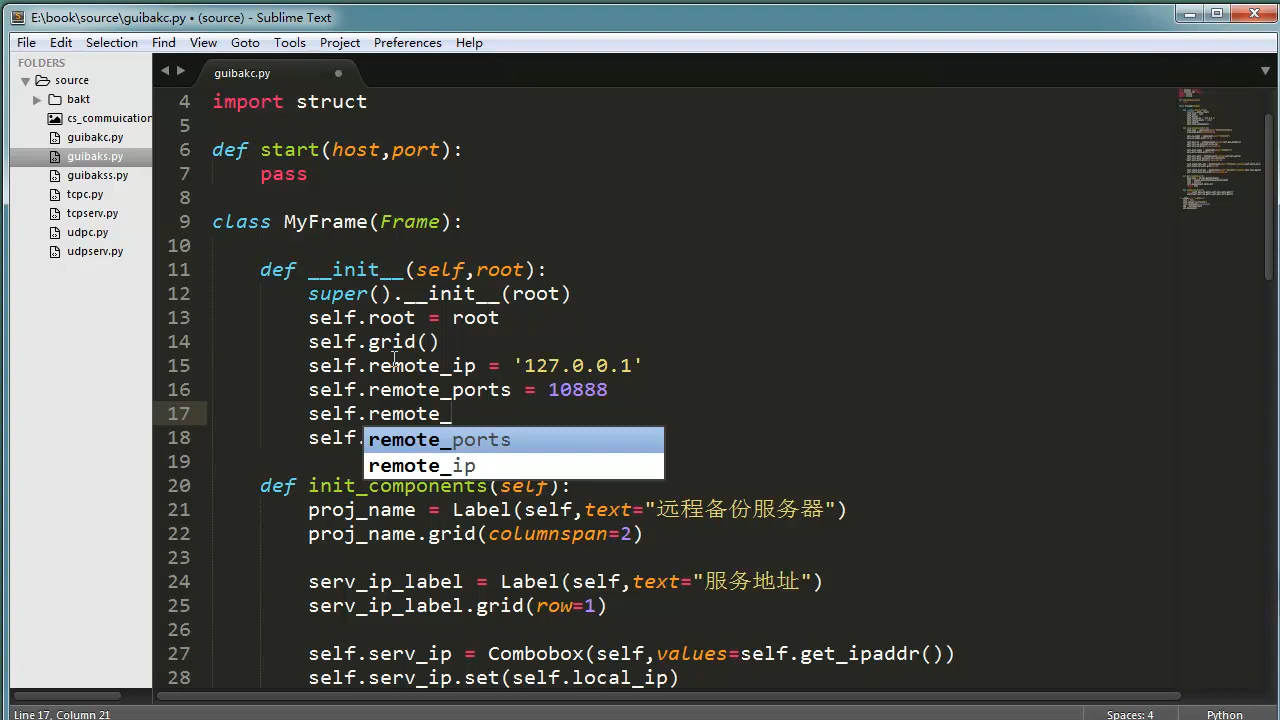 E:\book\source\guibakc.py • (source) - Sublime Text
File Edit Selection Find View Goto Tools Project Preferences Help
FOLDERS
source
bakt
cs_commuication
guibakc.py
guibaks.py
guibakss.py
tcpc.py
tcpserv.py
udpc.py
udpserv.py
guibakc.py
4 import struct
5
6 def start(host,port):
7 pass
8
9 class MyFrame(Frame):
10
11 def __init__(self,root):
12 super().__init__(root)
13 self.root = root
14 self.grid()
15 self.remote_ip = '127.0.0.1'
16 self.remote_ports = 10888
17 self.remote_
remote_ports
18 self.
remote_ip
19
20 def init_components(self):
21 proj_name = Label(self,text="远程备份服务器")
22 proj_name.grid(columnspan=2)
23
24 serv_ip_label = Label(self,text="服务地址")
25 serv_ip_label.grid(row=1)
26
27 self.serv_ip = Combobox(self,values=self.get_ipaddr())
28 self.serv_ip.set(self.local_ip)
Line 17, Column 21
Spaces: 4
Python